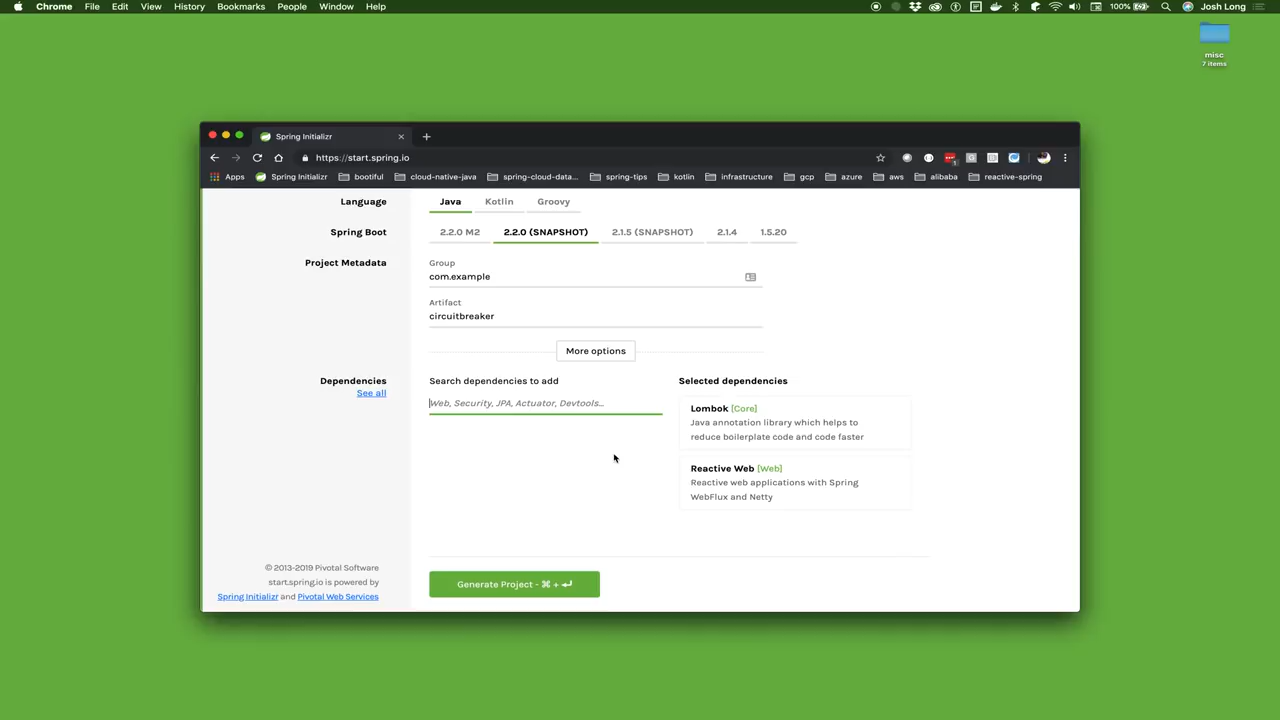 Chrome File Edit View History Bookmarks People Window Help 100% Josh Long
misc
7 items
Spring Initializr
https://start.spring.io
Apps Spring Initializr bootiful cloud-native-java spring-cloud-data... spring-tips kotlin infrastructure gcp azure aws alibaba reactive-spring
Language Java Kotlin Groovy
Spring Boot 2.2.0 M2 2.2.0 (SNAPSHOT) 2.1.5 (SNAPSHOT) 2.1.4 1.5.20
Project Metadata Group
com.example
Artifact
circuitbreaker
More options
Dependencies Search dependencies to add Selected dependencies
See all
Web, Security, JPA, Actuator, Devtools...
Lombok [Core]
Java annotation library which helps to
reduce boilerplate code and code faster
Reactive Web [Web]
Reactive web applications with Spring
WebFlux and Netty
© 2013-2019 Pivotal Software
start.spring.io is powered by
Spring Initializr and Pivotal Web Services
Generate Project - ⌘ + ↵